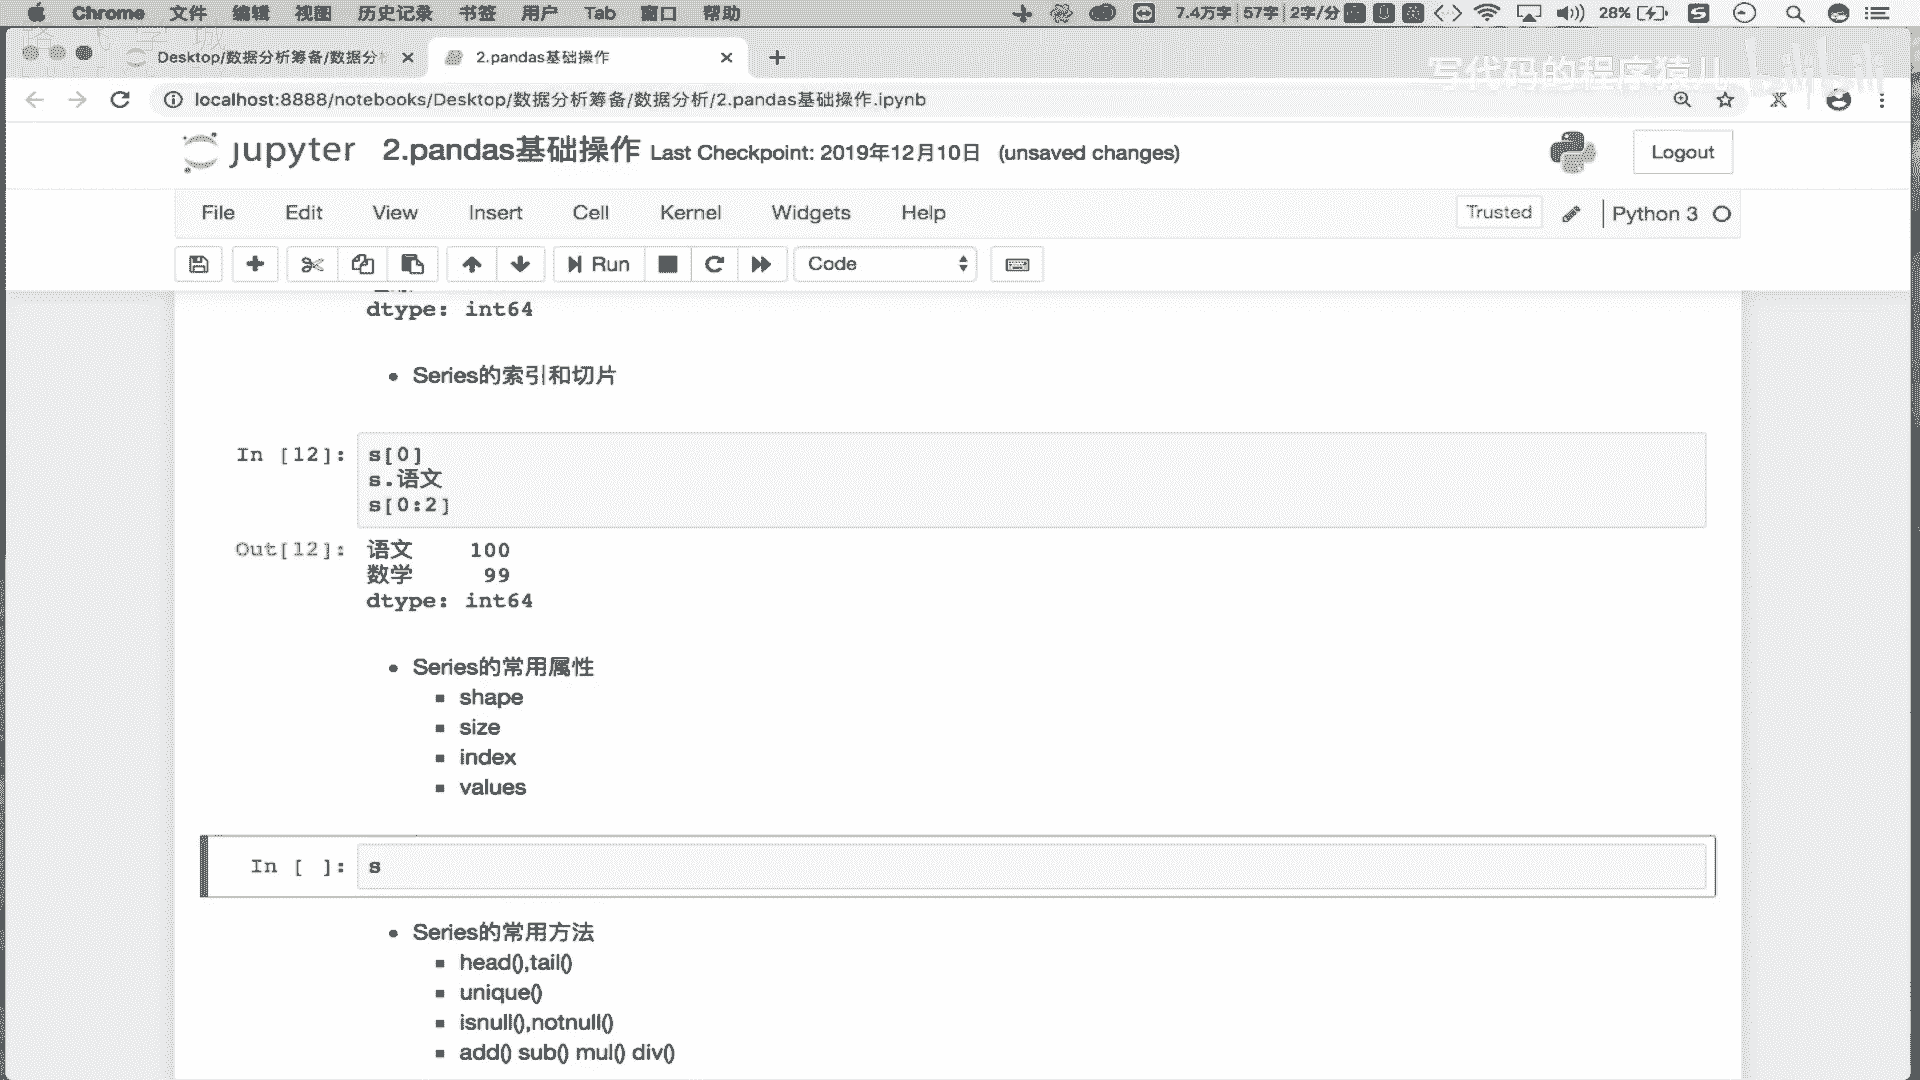 Chrome 文件 编辑 视图 历史记录 书签 用户 Tab 窗口 帮助 7.4万字 57字 2字/分 28%
Desktop/数据分析筹备/数据分 2.pandas基础操作
写代码的程序猿儿 bilibili
localhost:8888/notebooks/Desktop/数据分析筹备/数据分析/2.pandas基础操作.ipynb
jupyter 2.pandas基础操作 Last Checkpoint: 2019年12月10日 (unsaved changes) Logout
File Edit View Insert Cell Kernel Widgets Help Trusted Python 3
Run Code
dtype: int64
Series的索引和切片
In [12]: s[0]
s.语文
s[0:2]
Out[12]: 语文 100
数学 99
dtype: int64
Series的常用属性
shape
size
index
values
In [ ]: s
Series的常用方法
head(),tail()
unique()
isnull(),notnull()
add() sub() mul() div()